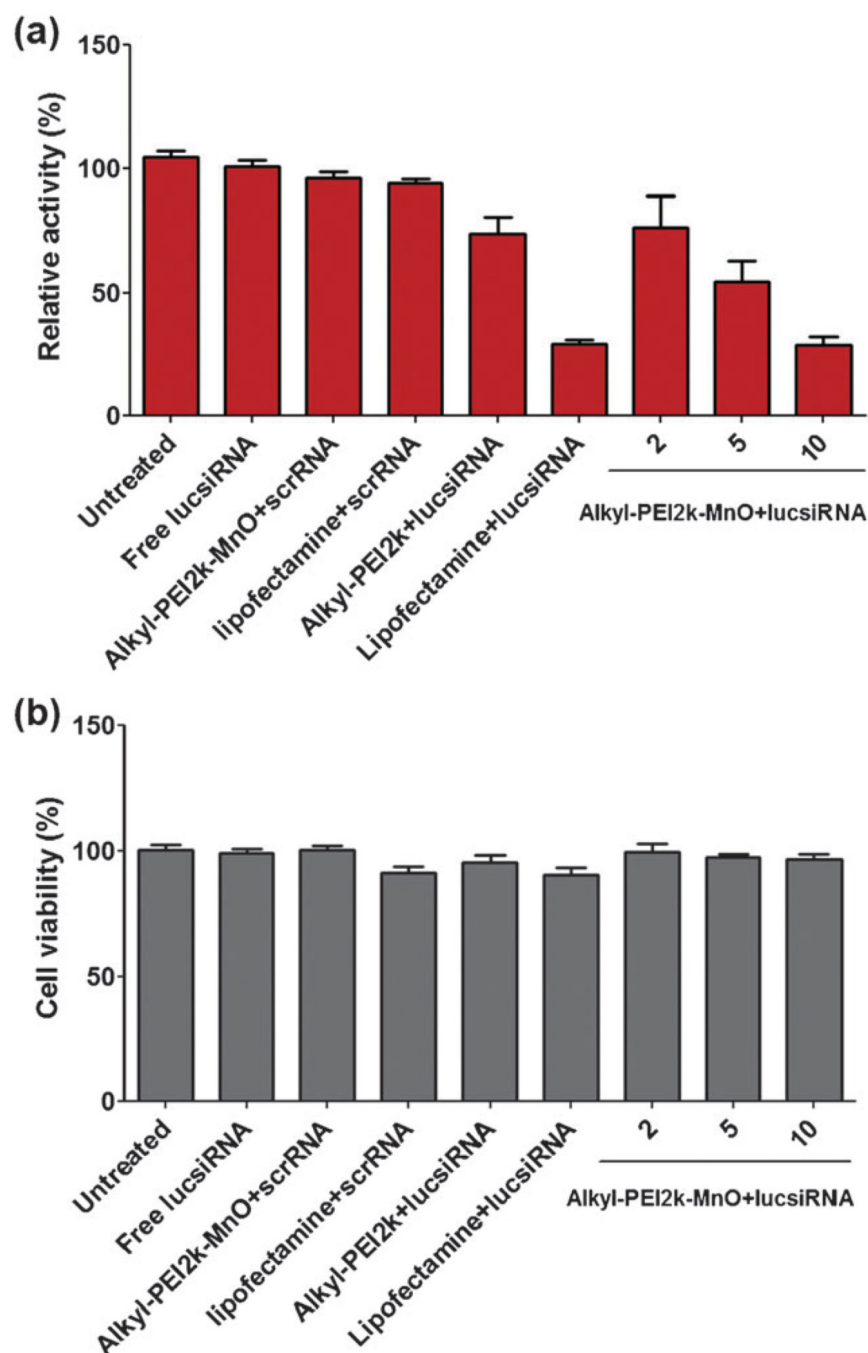 (a)
150
100
50
0
Relative activity (%)
Untreated
Free lucsiRNA
Alkyl-PEI2k-MnO+scrRNA
lipofectamine+scrRNA
Alkyl-PEI2k+lucsiRNA
Lipofectamine+lucsiRNA
2
5
10
Alkyl-PEI2k-MnO+lucsiRNA
(b)
150
100
50
0
Cell viability (%)
Untreated
Free lucsiRNA
Alkyl-PEI2k-MnO+scrRNA
lipofectamine+scrRNA
Alkyl-PEI2k+lucsiRNA
Lipofectamine+lucsiRNA
2
5
10
Alkyl-PEI2k-MnO+lucsiRNA